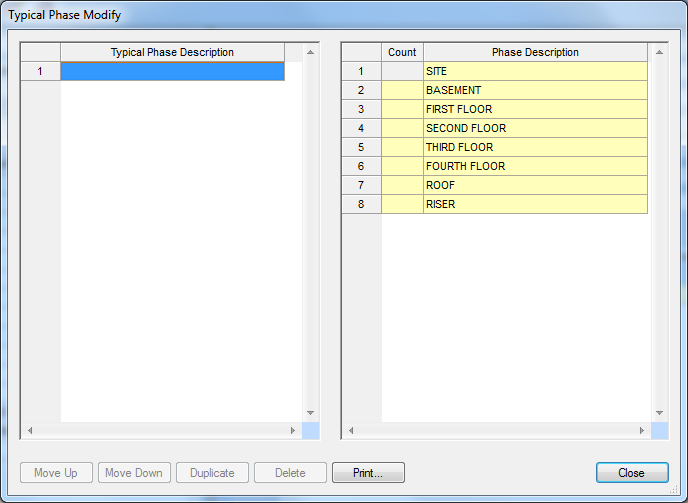 Typical Phase Modify
Typical Phase Description
1
Count Phase Description
1 SITE
2 BASEMENT
3 FIRST FLOOR
4 SECOND FLOOR
5 THIRD FLOOR
6 FOURTH FLOOR
7 ROOF
8 RISER
Move Up Move Down Duplicate Delete Print... Close